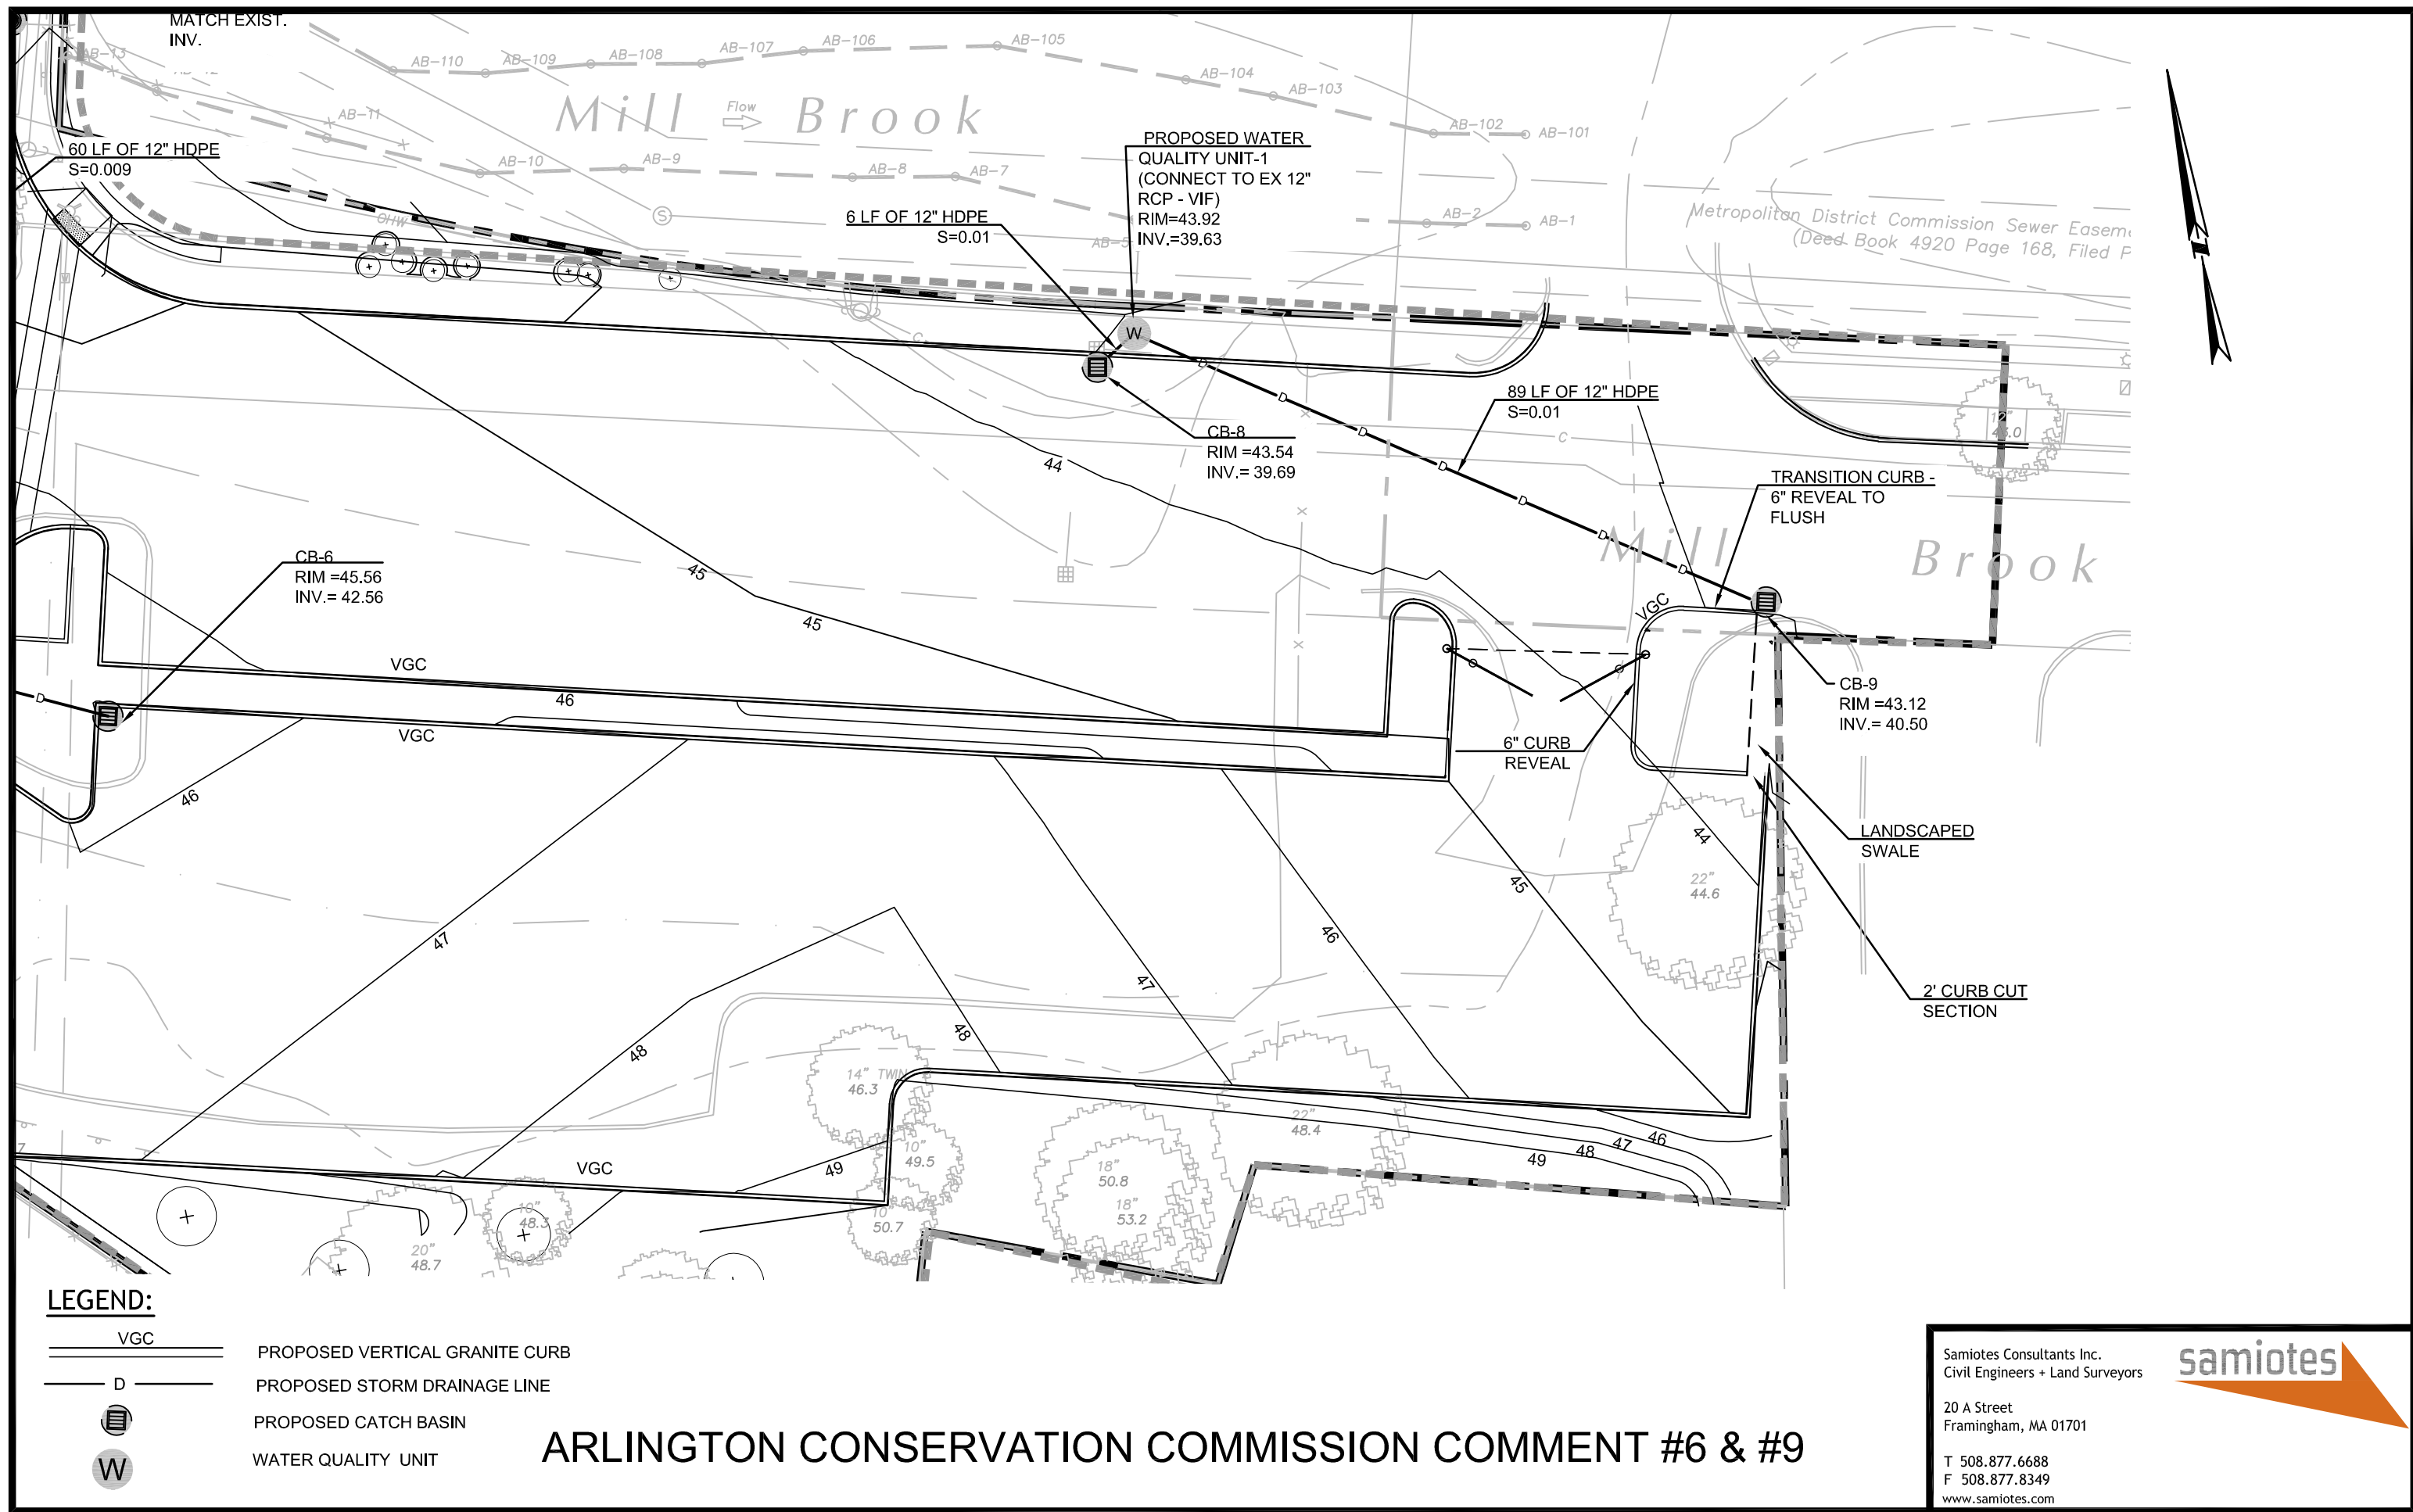 MATCH EXIST.
INV.
AB-13
AB-12
AB-110
AB-109
AB-108
AB-107
AB-106
AB-105
AB-104
AB-103
AB-102
AB-101
AB-11
AB-10
AB-9
AB-8
AB-7
AB-5
AB-2
AB-1
Mill Flow Brook
60 LF OF 12" HDPE
S=0.009
OHW
S
6 LF OF 12" HDPE
S=0.01
PROPOSED WATER
QUALITY UNIT-1
(CONNECT TO EX 12"
RCP - VIF)
RIM=43.92
INV.=39.63
Metropolitan District Commission Sewer
(Deed Book 4920 Page 168, Filed
N
W
C
D
D
D
D
D
D
D
89 LF OF 12" HDPE
S=0.01
C
CB-8
RIM =43.54
INV.= 39.69
44
TRANSITION CURB -
6" REVEAL TO
FLUSH
Mill Brook
CB-6
RIM =45.56
INV.= 42.56
45
45
VGC
VGC
46
VGC
D
46
CB-9
RIM =43.12
INV.= 40.50
6" CURB
REVEAL
LANDSCAPED
SWALE
44
22"
44.6
45
2' CURB CUT
SECTION
47
46
47
48
48
14" TWIN
46.3
10"
49.5
49
VGC
10"
50.7
18"
50.8
18"
53.2
22"
48.4
49
48
47
46
20"
48.7
10"
48.3
LEGEND:
VGC PROPOSED VERTICAL GRANITE CURB
D PROPOSED STORM DRAINAGE LINE
PROPOSED CATCH BASIN
W WATER QUALITY UNIT
ARLINGTON CONSERVATION COMMISSION COMMENT #6 & #9
Samiotes Consultants Inc.
Civil Engineers + Land Surveyors
20 A Street
Framingham, MA 01701
T 508.877.6688
F 508.877.8349
www.samiotes.com
samiotes